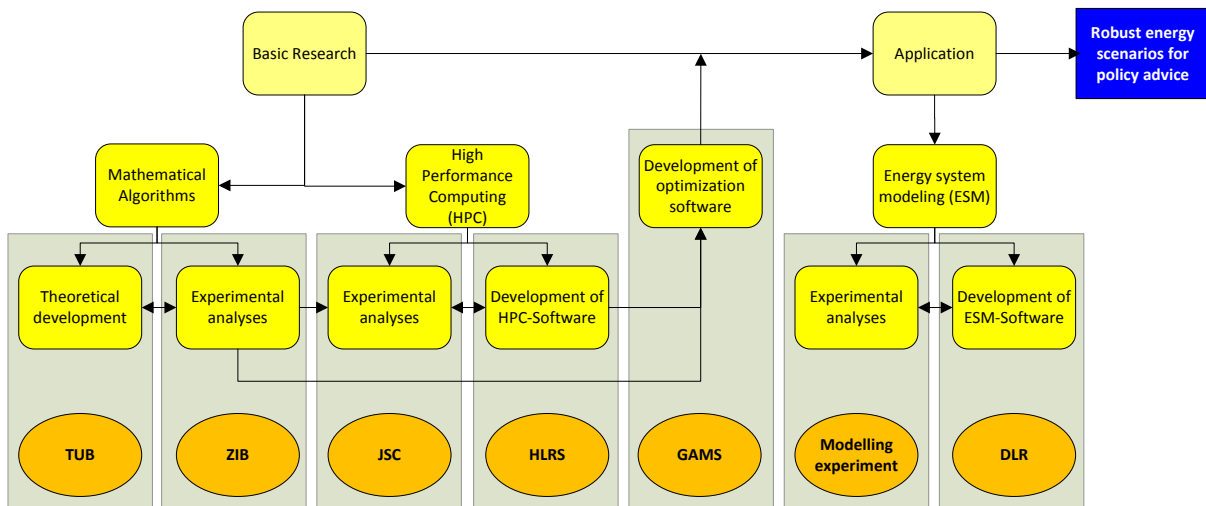 Basic Research
Application
Robust energy
scenarios for
policy advice
Mathematical
Algorithms
High
Performance
Computing
(HPC)
Development of
optimization
software
Energy system
modeling (ESM)
Theoretical
development
Experimental
analyses
Experimental
analyses
Development of
HPC-Software
Experimental
analyses
Development of
ESM-Software
TUB
ZIB
JSC
HLRS
GAMS
Modelling
experiment
DLR